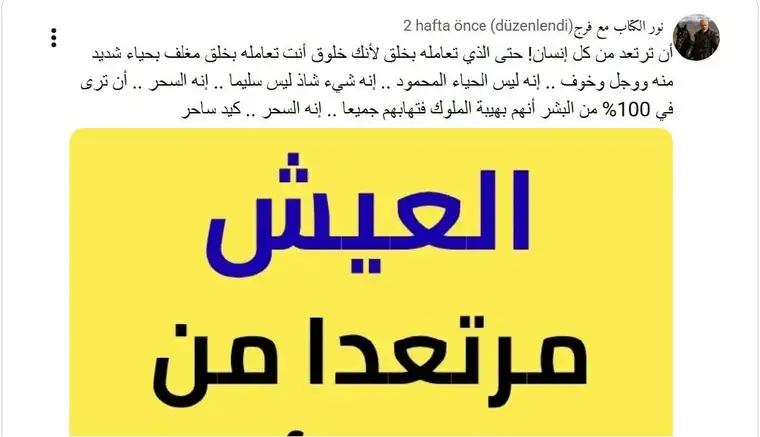 نور الكتاب مع فرج 2 hafta önce (düzenlendi)
أن ترتعد من كل إنسان! حتى الذي تعامله بخلق لأنك خلوق أنت تعامله بخلق مغلف بحياء شديد
منه ووجل وخوف .. إنه ليس الحياء المحمود .. إنه شيء شاذ ليس سليما .. إنه السحر .. أن ترى
في 100% من البشر أنهم بهيبة الملوك فتهابهم جميعا .. إنه السحر .. كيد ساحر
العيش
مرتعدا من